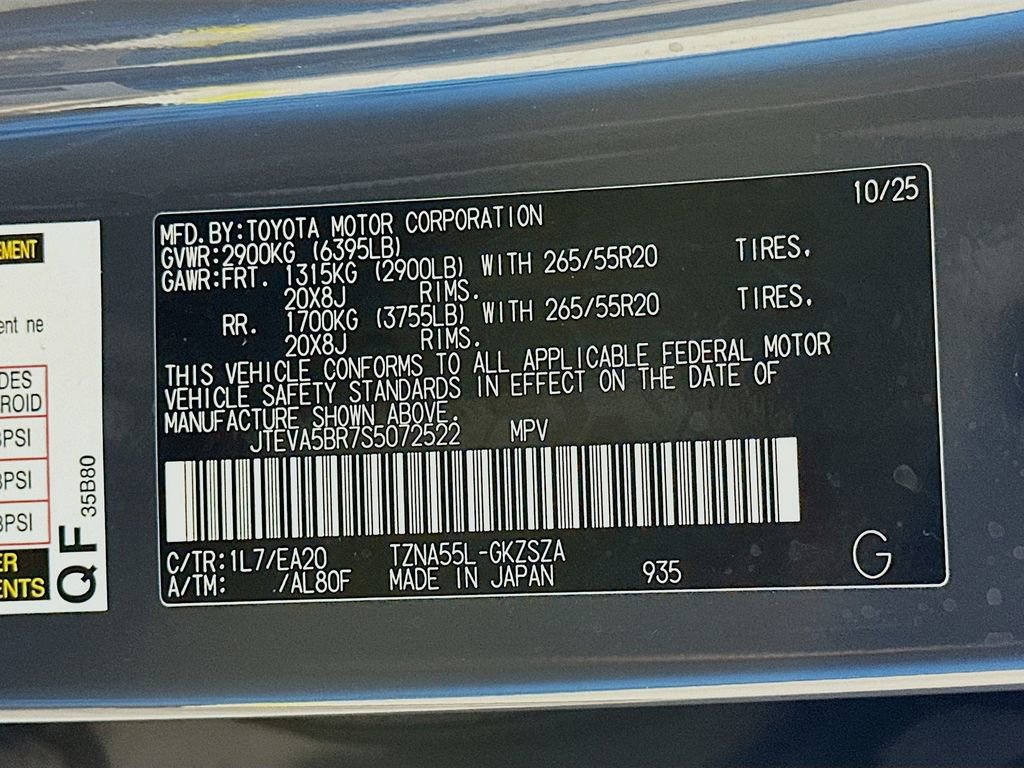 EMENT
ent ne
DES
ROID
PSI
PSI
PSI
ER
ENTS
QF 35B80
10/25
MFD.BY:TOYOTA MOTOR CORPORATION
GVWR:2900KG (6395LB)
GAWR:FRT. 1315KG (2900LB) WITH 265/55R20 TIRES,
20X8J RIMS.
RR. 1700KG (3755LB) WITH 265/55R20 TIRES,
20X8J RIMS.
THIS VEHICLE CONFORMS TO ALL APPLICABLE FEDERAL MOTOR
VEHICLE SAFETY STANDARDS IN EFFECT ON THE DATE OF
MANUFACTURE SHOWN ABOVE.
JTEVA5BR7S5072522 MPV
C/TR:1L7/EA20 TZNA55L-GKZSZA
A/TM: /AL80F MADE IN JAPAN 935
G